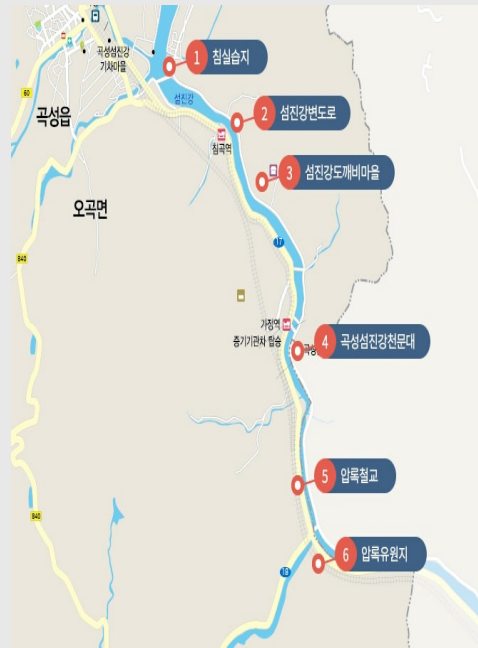 1 침실습지
곡성섬진강
기차마을
60
섬진강
곡성읍
2 섬진강변도로
침곡역
3 섬진강도깨비마을
오곡면
17
840
가정역
증기기관차 탑승
4 곡성섬진강천문대
곡성
5 압록철교
840
6 압록유원지
18